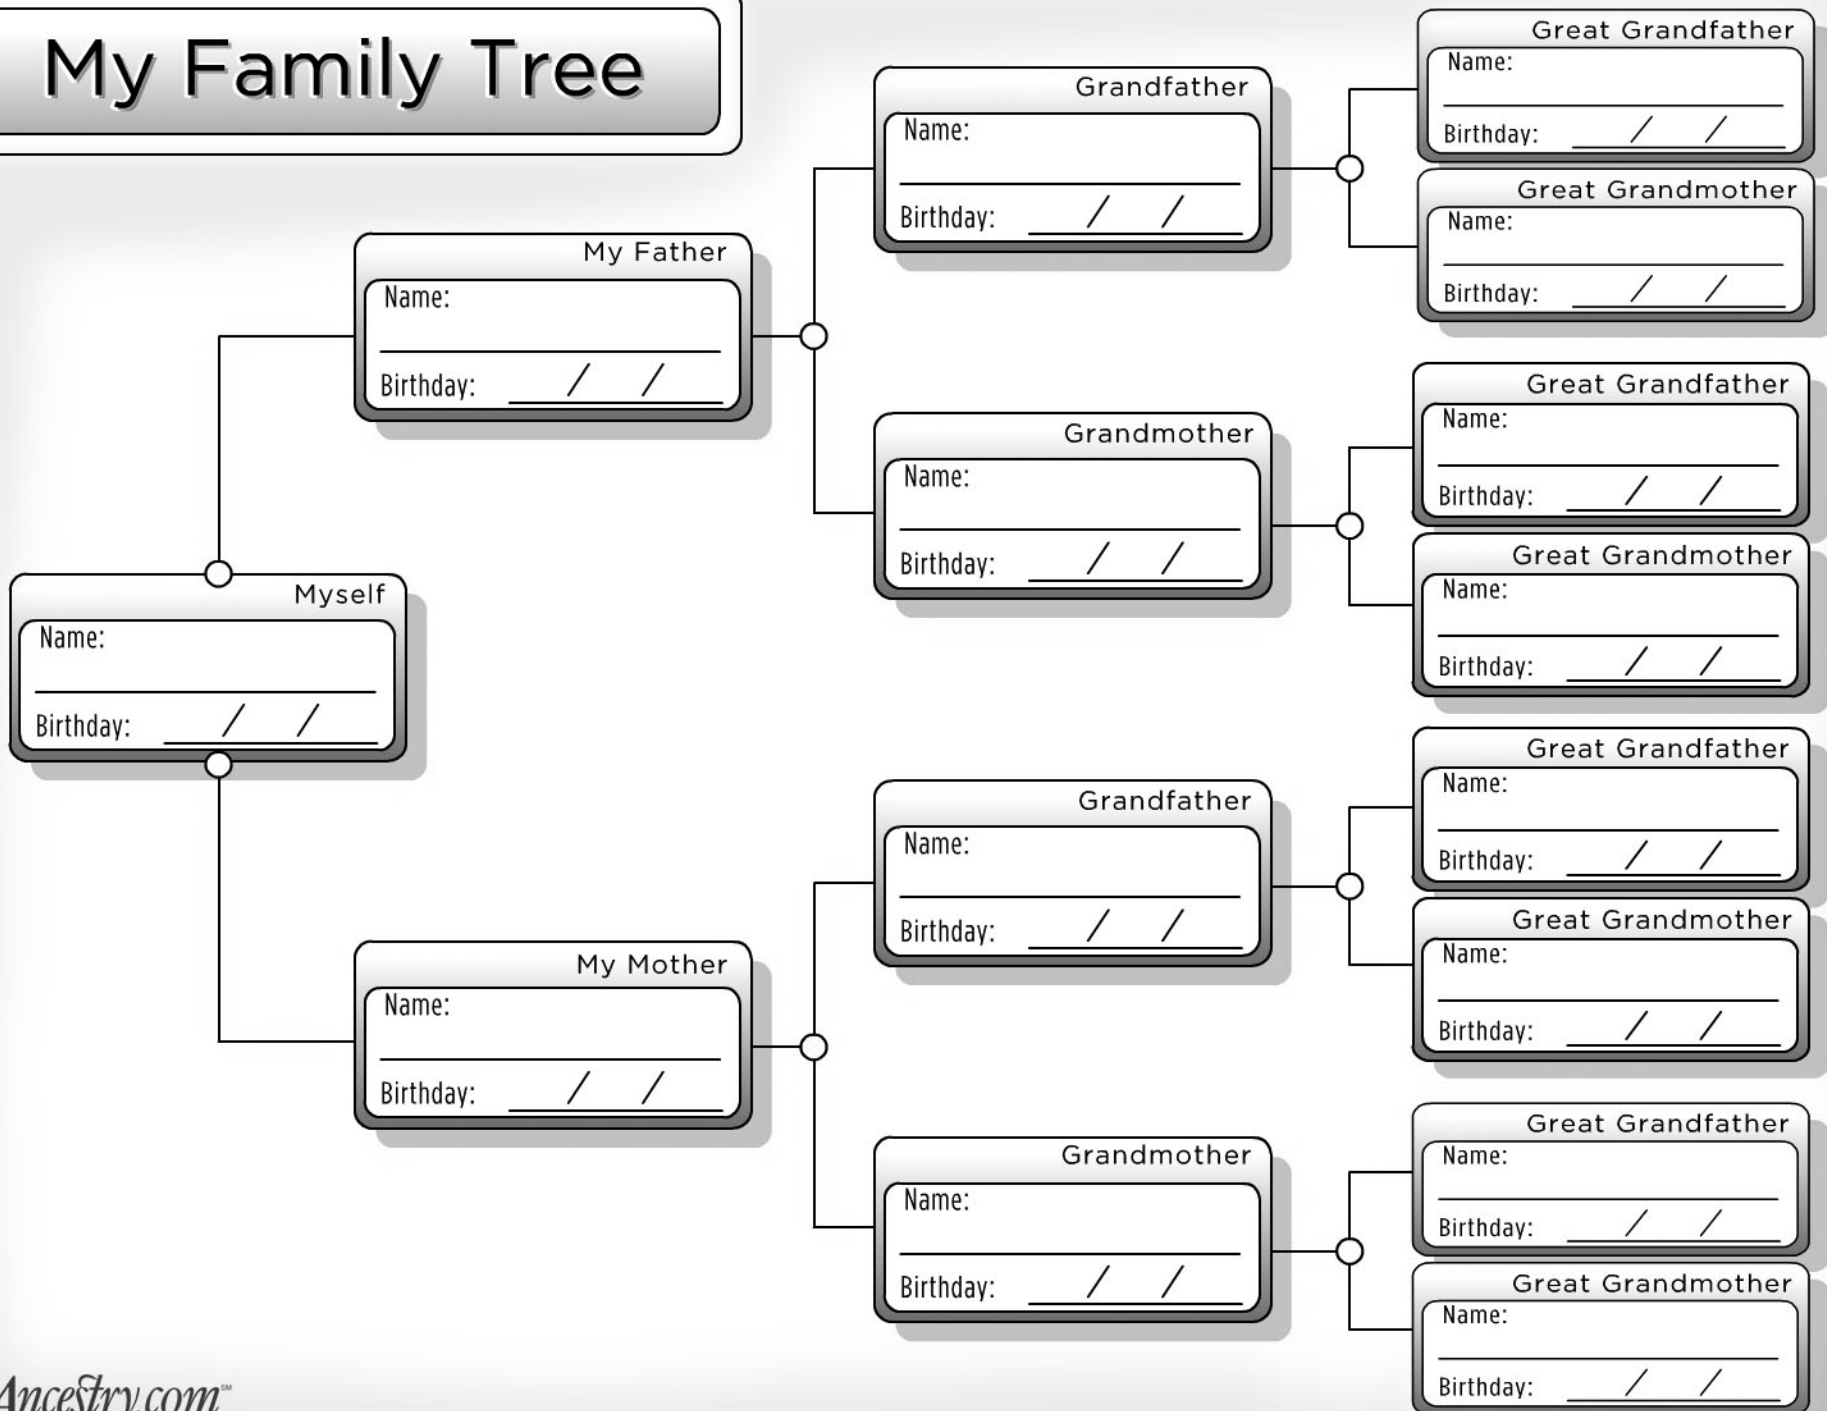 My Family Tree
Great Grandfather
Name:
Birthday: / /
Great Grandmother
Name:
Birthday: / /
Grandfather
Name:
Birthday: / /
My Father
Name:
Birthday: / /
Grandmother
Name:
Birthday: / /
Great Grandfather
Name:
Birthday: / /
Great Grandmother
Name:
Birthday: / /
Myself
Name:
Birthday: / /
Great Grandfather
Name:
Birthday: / /
Great Grandmother
Name:
Birthday: / /
Grandfather
Name:
Birthday: / /
My Mother
Name:
Birthday: / /
Grandmother
Name:
Birthday: / /
Great Grandfather
Name:
Birthday: / /
Great Grandmother
Name:
Birthday: / /
Ancestry.com℠